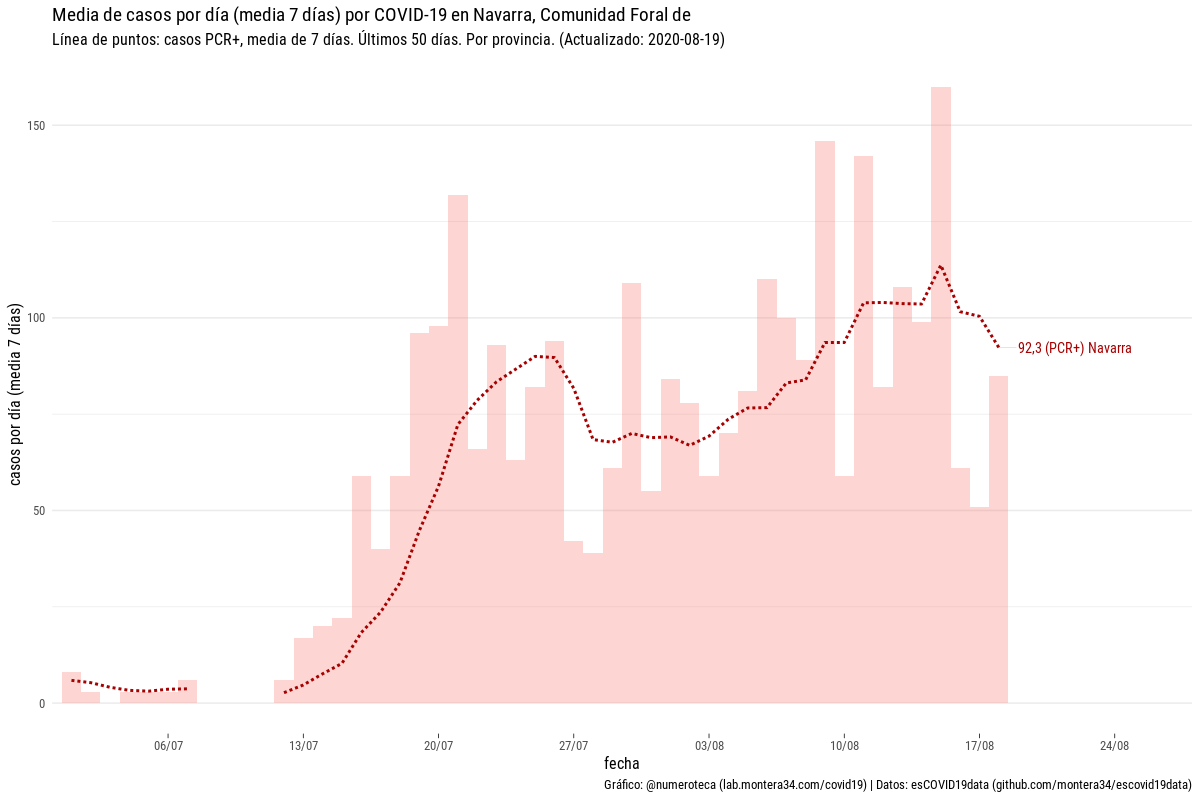 Media de casos por día (media 7 días) por COVID-19 en Navarra, Comunidad Foral de
Línea de puntos: casos PCR+, media de 7 días. Últimos 50 días. Por provincia. (Actualizado: 2020-08-19)
casos por día (media 7 días)
150
100
50
0
92,3 (PCR+) Navarra
06/07
13/07
20/07
27/07
03/08
10/08
17/08
24/08
fecha
Gráfico: @numeroteca (lab.montera34.com/covid19) | Datos: esCOVID19data (github.com/montera34/escovid19data)